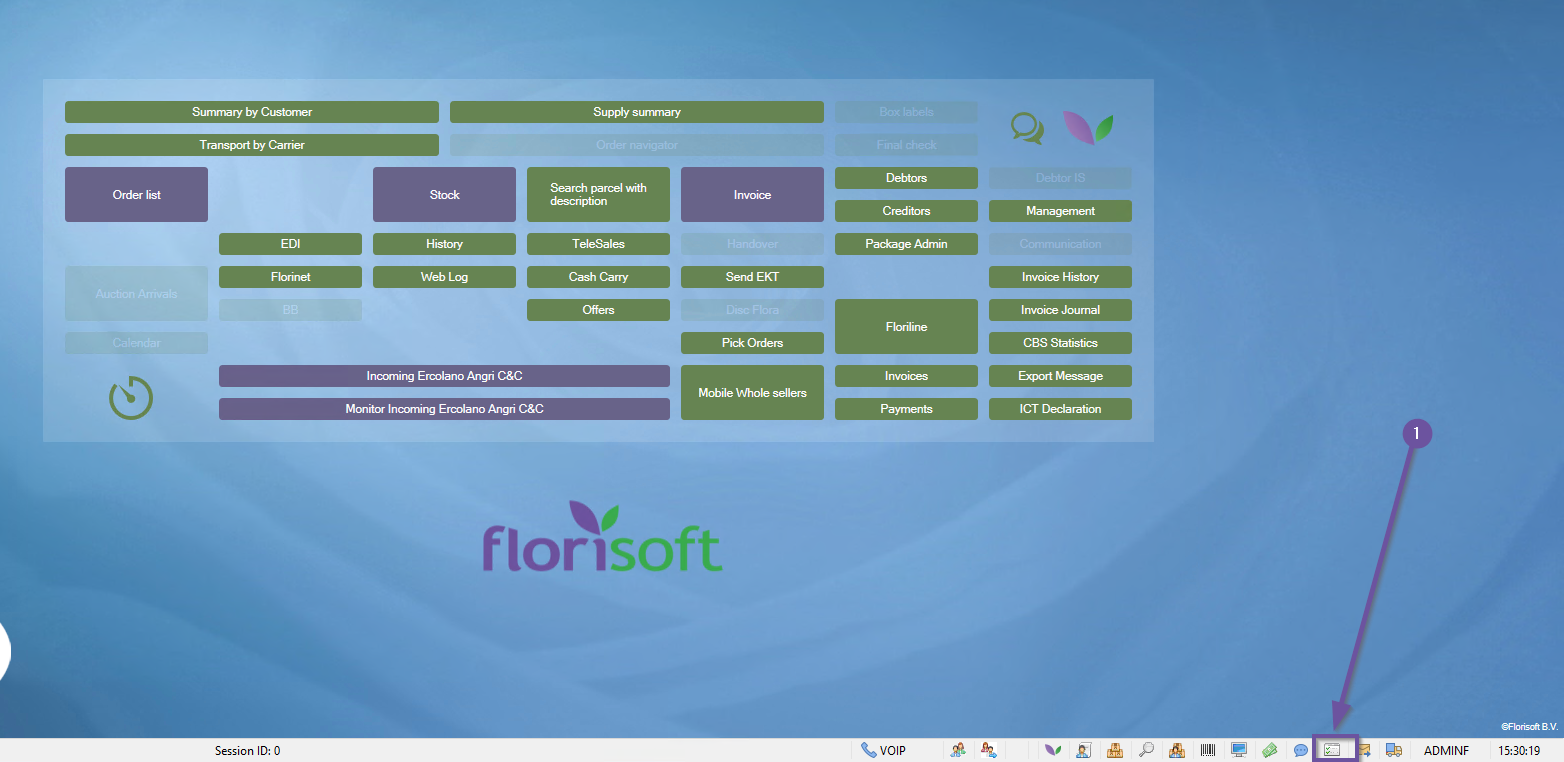 Summary by Customer
Supply summary
Box labels
Transport by Carrier
Order navigator
Final check
Order list
Stock
Search parcel with
description
Invoice
Debtors
Debtor IS
Creditors
Management
EDI
History
TeleSales
Handover
Package Admin
Communication
Auction Arrivals
Florinet
Web Log
Cash Carry
Send EKT
Invoice History
BB
Offers
Disc Flora
Floriline
Invoice Journal
Calendar
Pick Orders
CBS Statistics
Incoming Ercolano Angri C&C
Mobile Whole sellers
Invoices
Export Message
Monitor Incoming Ercolano Angri C&C
Payments
ICT Declaration
1
florisoft
©Florisoft B.V.
Session ID: 0
VOIP
ADMINF
15:30:19